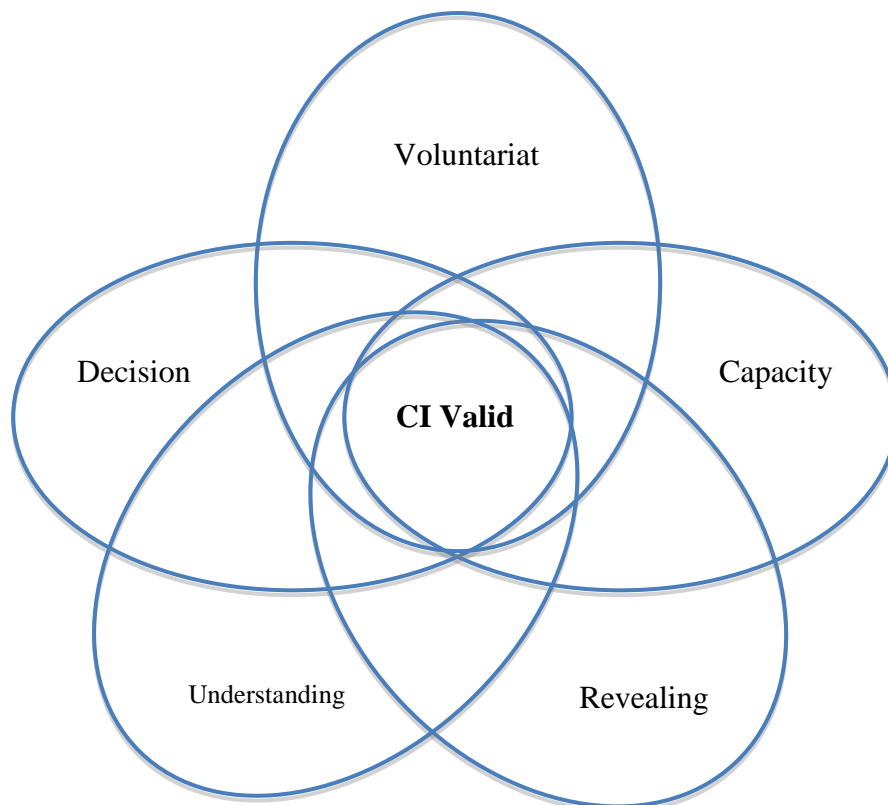 Voluntariat
Decision
Capacity
CI Valid
Understanding
Revealing